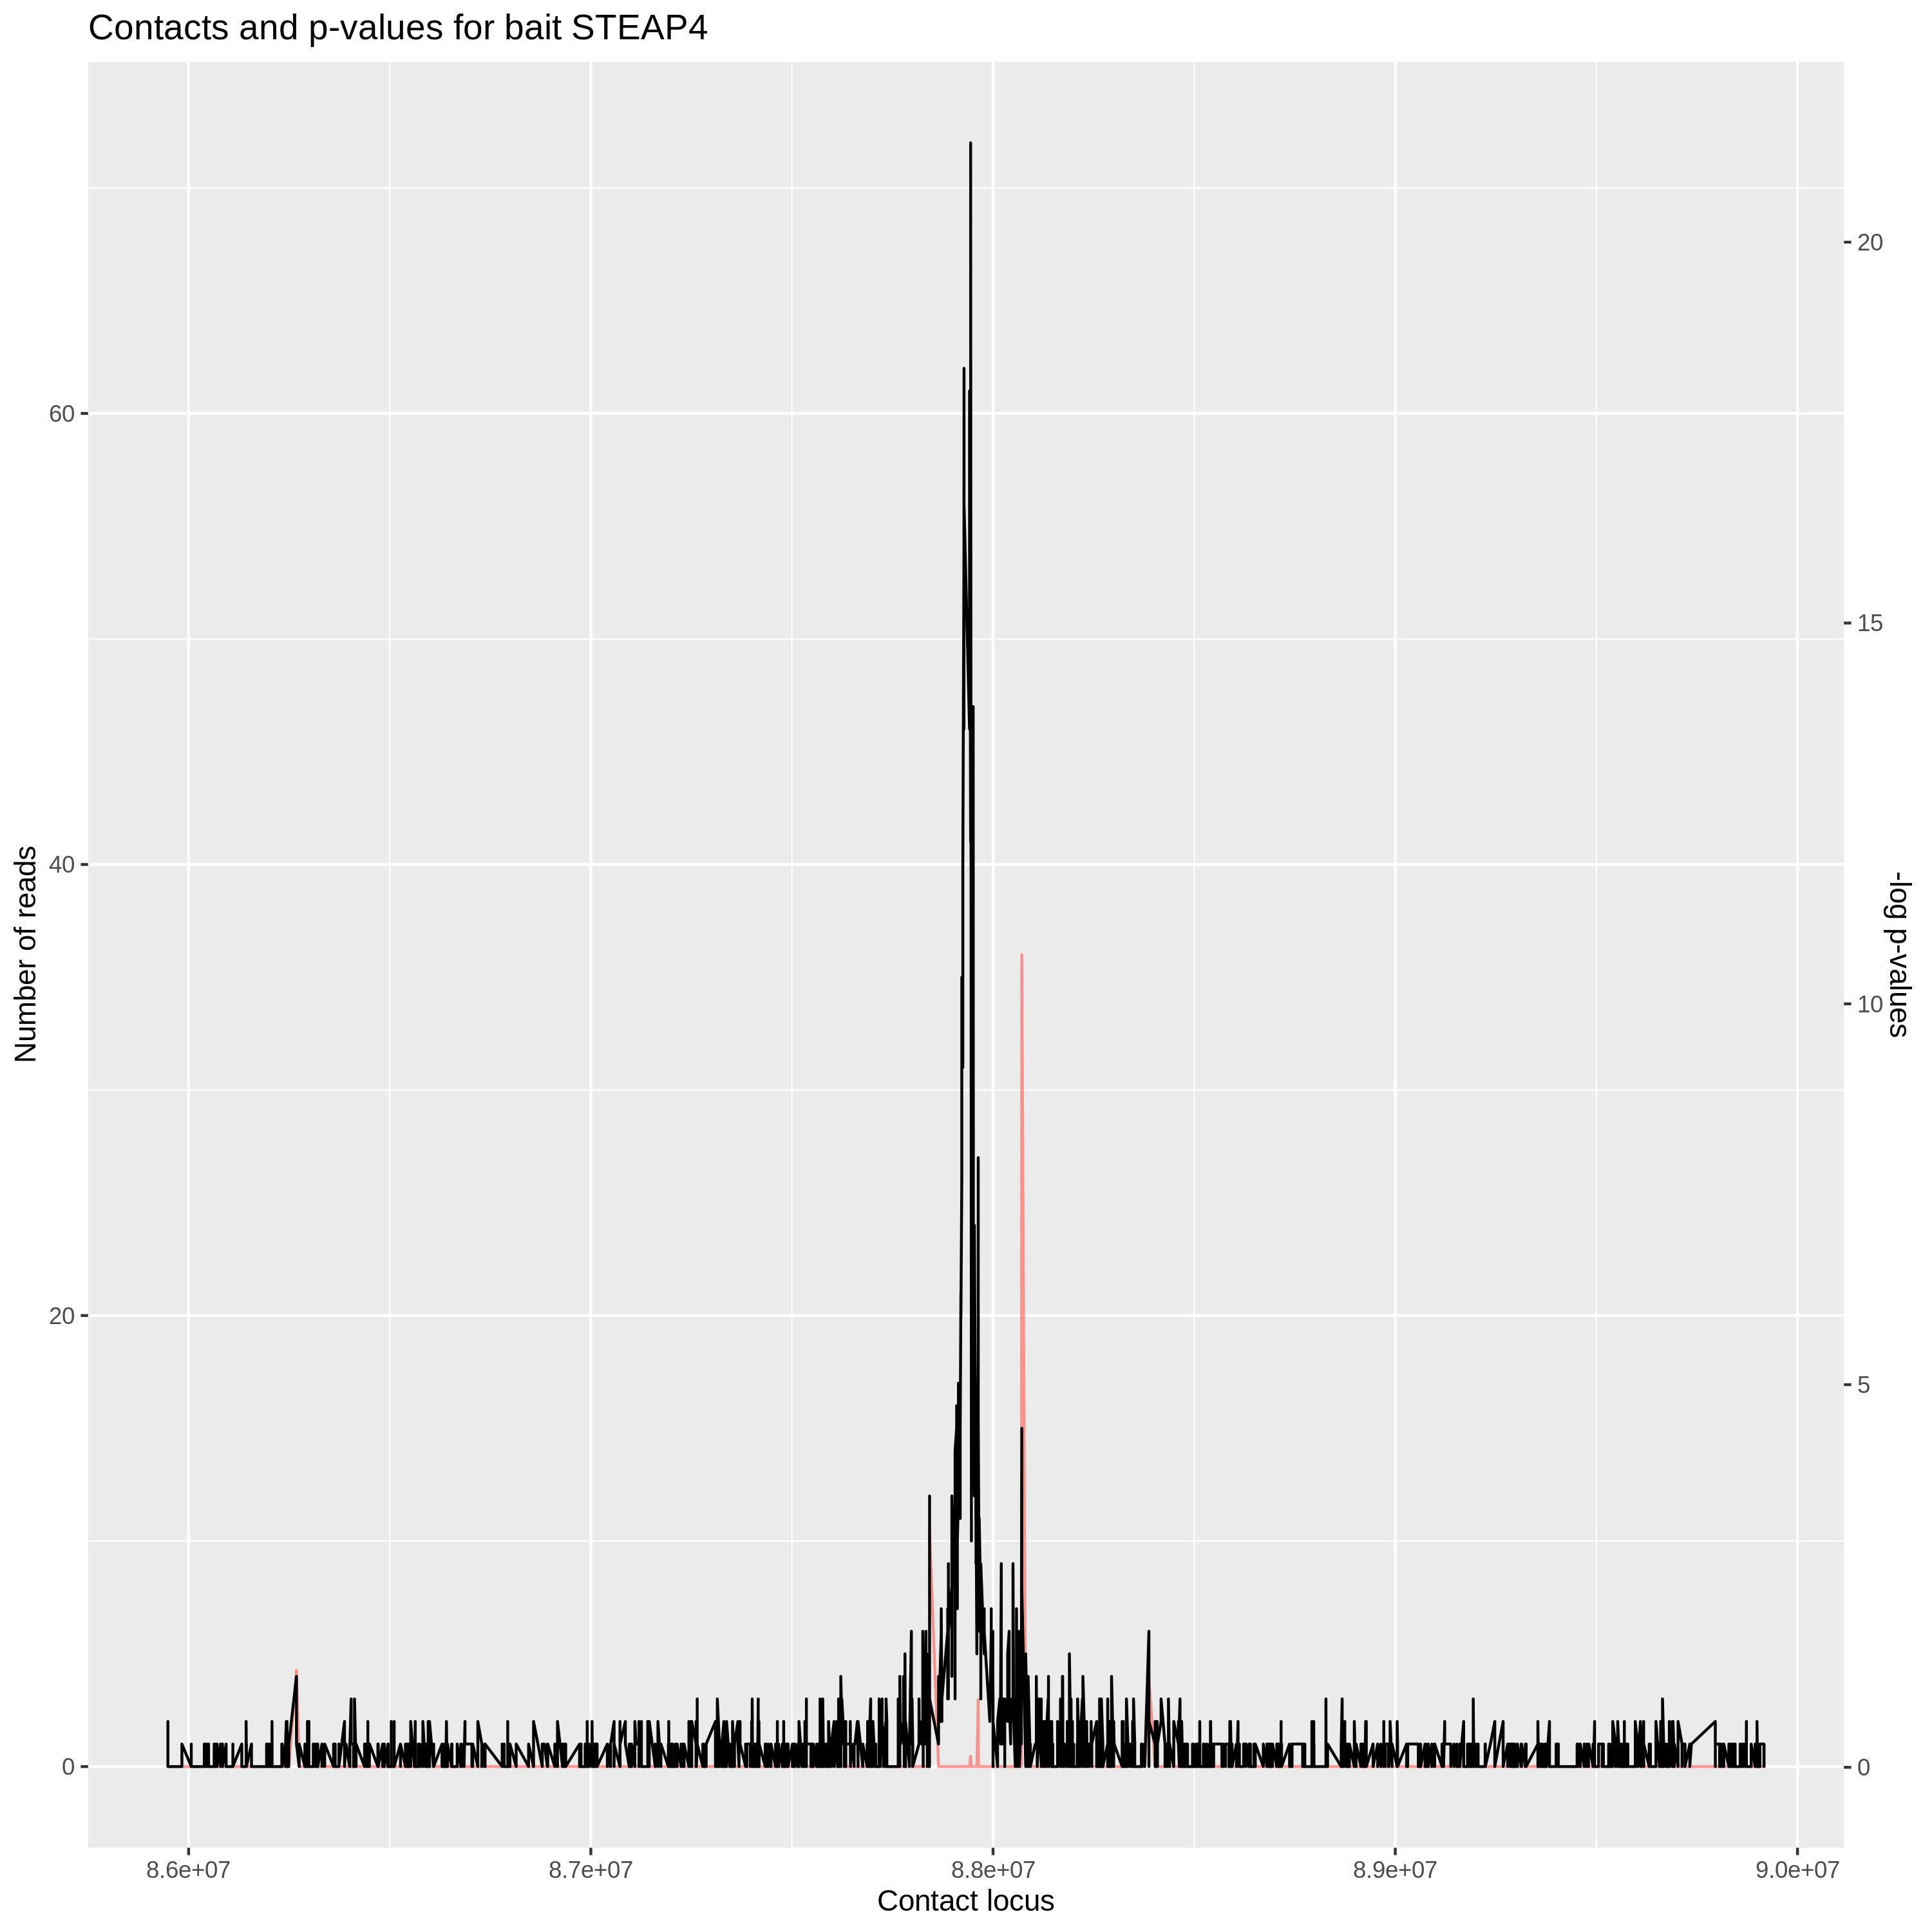 Contacts and p-values for bait STEAP4
Number of reads
60
40
20
0
20
15
10
5
0
-log p-values
8.6e+07
8.7e+07
8.8e+07
8.9e+07
9.0e+07
Contact locus